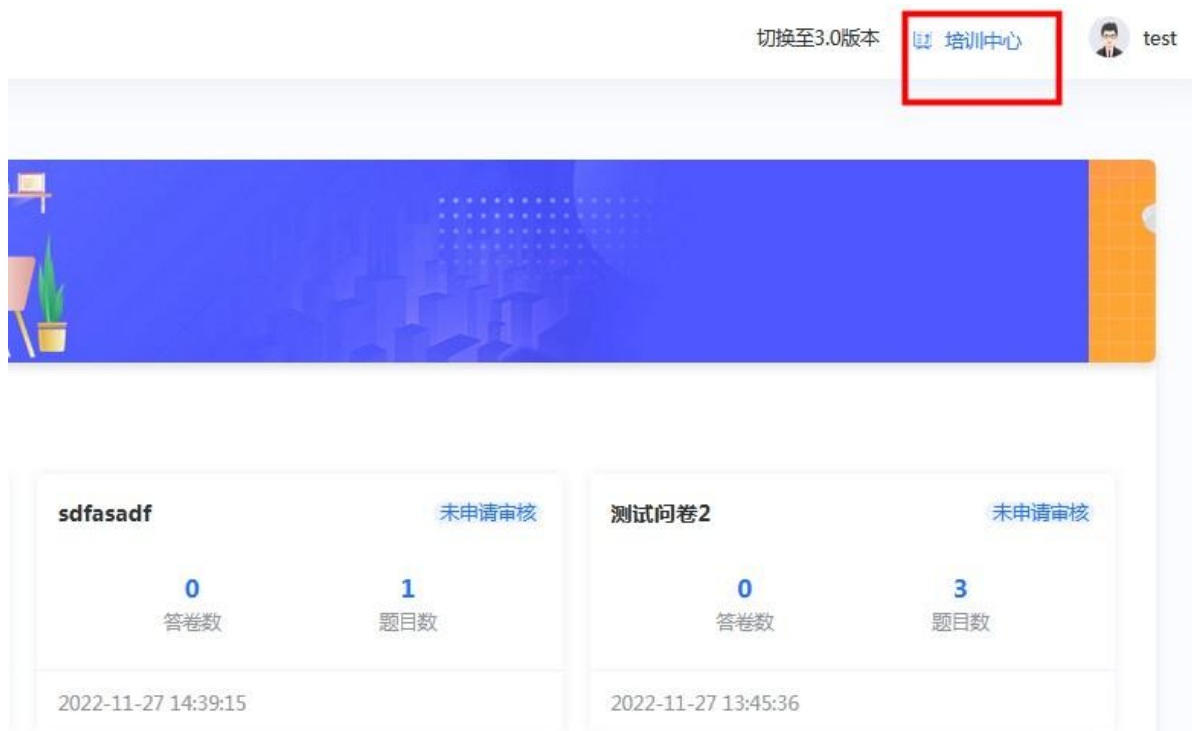 切换至3.0版本 培训中心 test
sdfasadf 未申请审核
测试问卷2 未申请审核
0 1
答卷数 题目数
0 3
答卷数 题目数
2022-11-27 14:39:15
2022-11-27 13:45:36